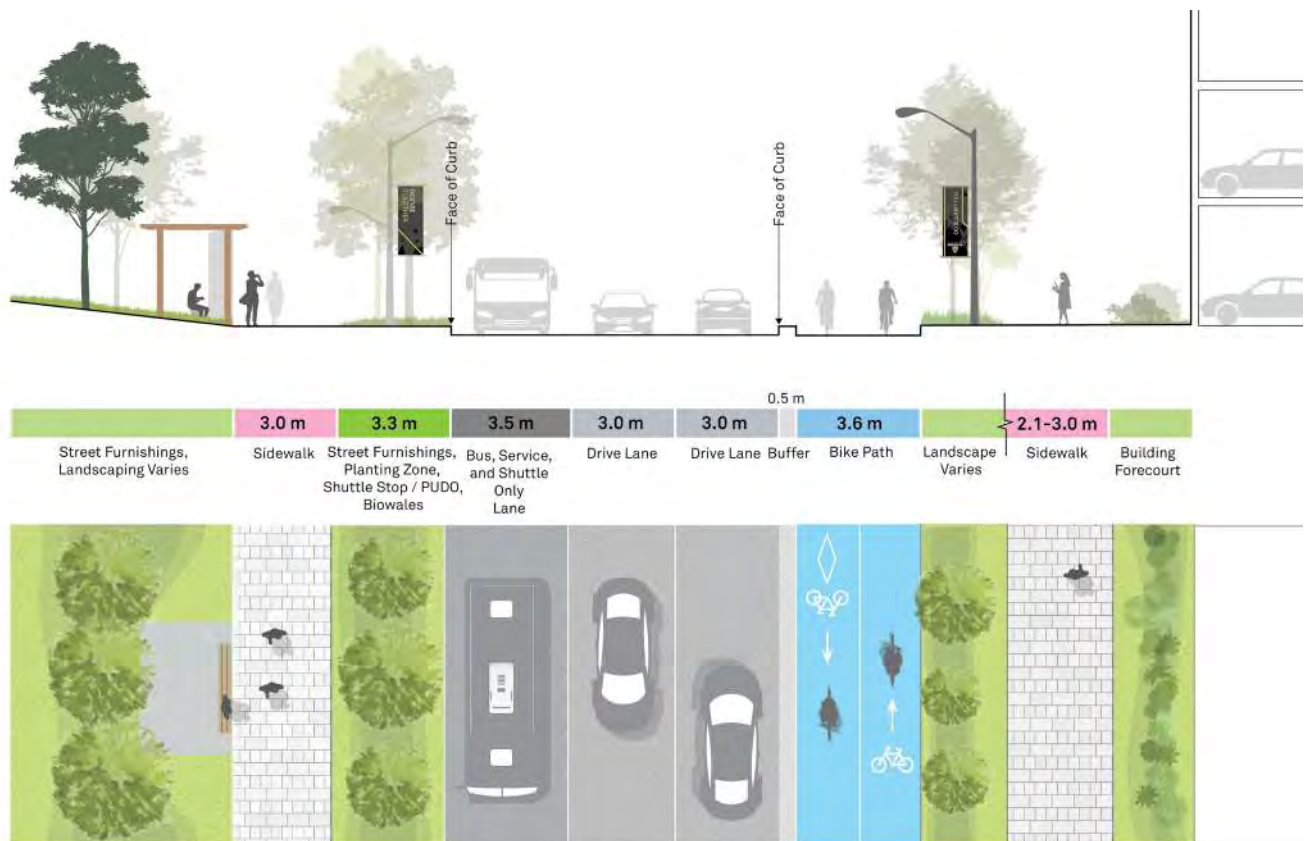 Face of Curb
Face of Curb
0.5 m
3.0 m
3.3 m
3.5 m
3.0 m
3.0 m
3.6 m
2.1-3.0 m
Street Furnishings,
Landscaping Varies
Sidewalk
Street Furnishings,
Planting Zone,
Shuttle Stop / PUDO,
Biowales
Bus, Service,
and Shuttle
Only
Lane
Drive Lane
Drive Lane
Buffer
Bike Path
Landscape
Varies
Sidewalk
Building
Forecourt